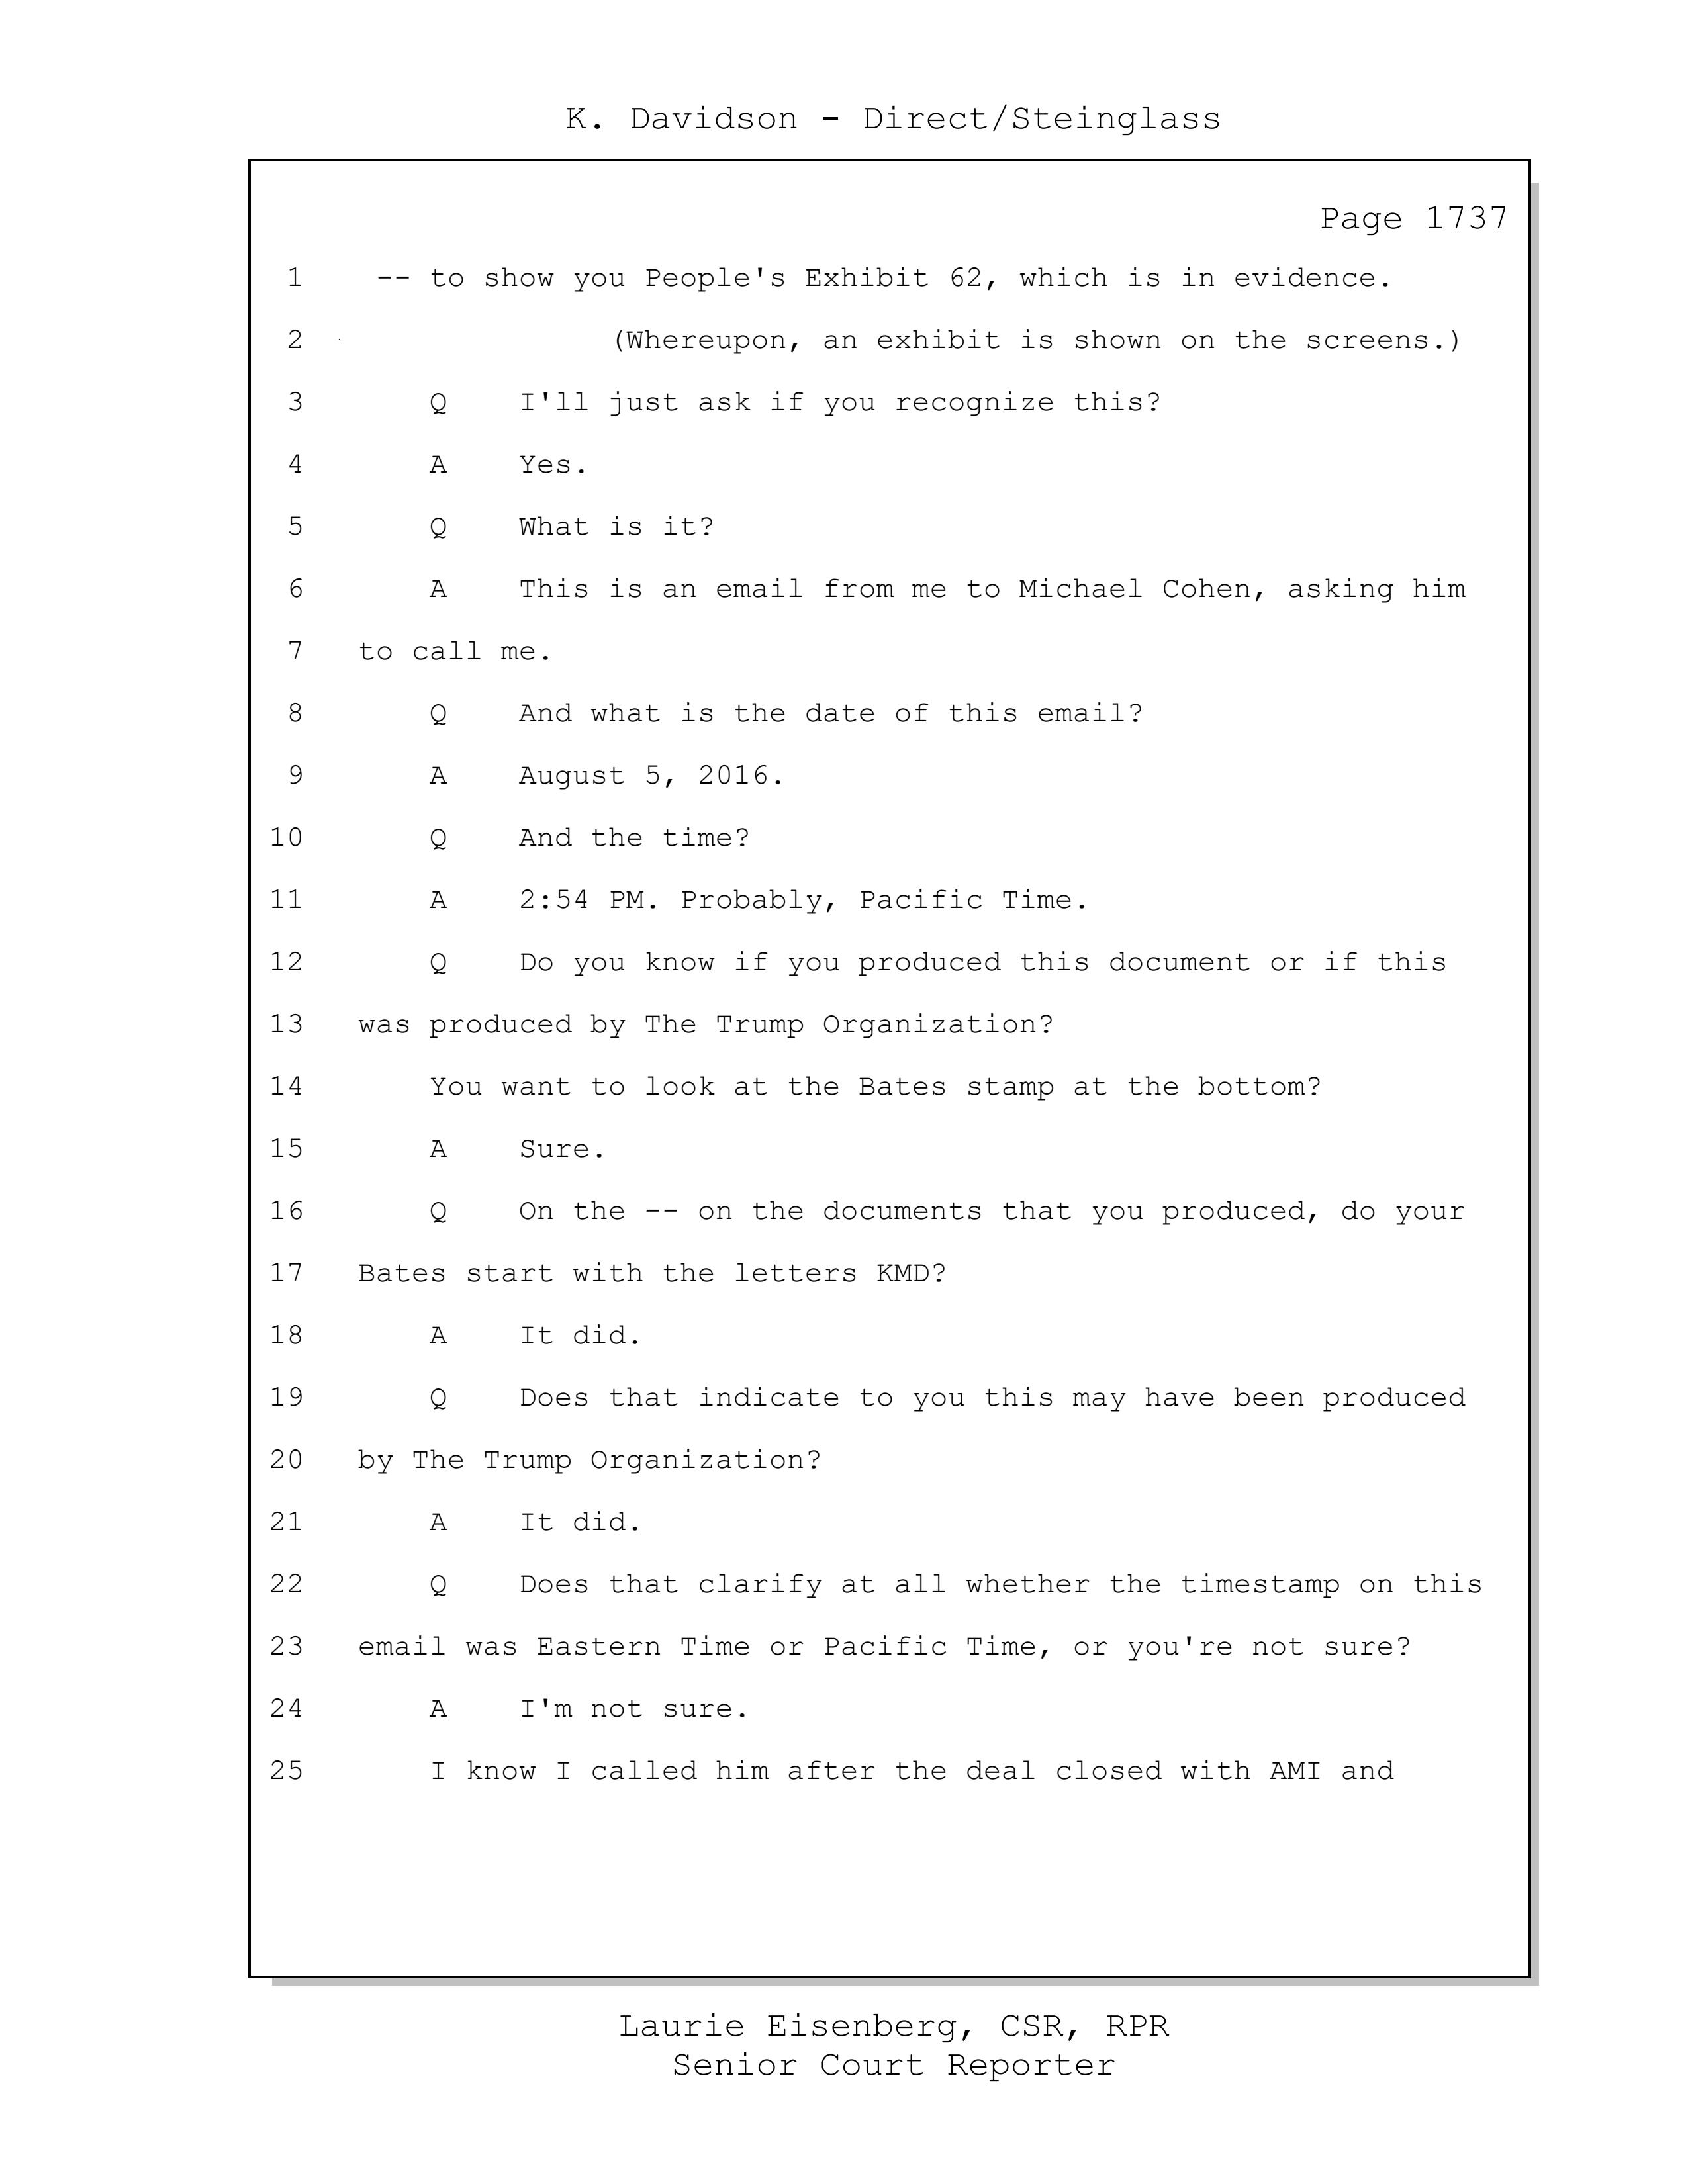 K. Davidson - Direct/Steinglass
Page 1737
1 -- to show you People's Exhibit 62, which is in evidence.
2 (Whereupon, an exhibit is shown on the screens.)
3 Q I'll just ask if you recognize this?
4 A Yes.
5 Q What is it?
6 A This is an email from me to Michael Cohen, asking him
7 to call me.
8 Q And what is the date of this email?
9 A August 5, 2016.
10 Q And the time?
11 A 2:54 PM. Probably, Pacific Time.
12 Q Do you know if you produced this document or if this
13 was produced by The Trump Organization?
14 You want to look at the Bates stamp at the bottom?
15 A Sure.
16 Q On the -- on the documents that you produced, do your
17 Bates start with the letters KMD?
18 A It did.
19 Q Does that indicate to you this may have been produced
20 by The Trump Organization?
21 A It did.
22 Q Does that clarify at all whether the timestamp on this
23 email was Eastern Time or Pacific Time, or you're not sure?
24 A I'm not sure.
25 I know I called him after the deal closed with AMI and
Laurie Eisenberg, CSR, RPR
Senior Court Reporter